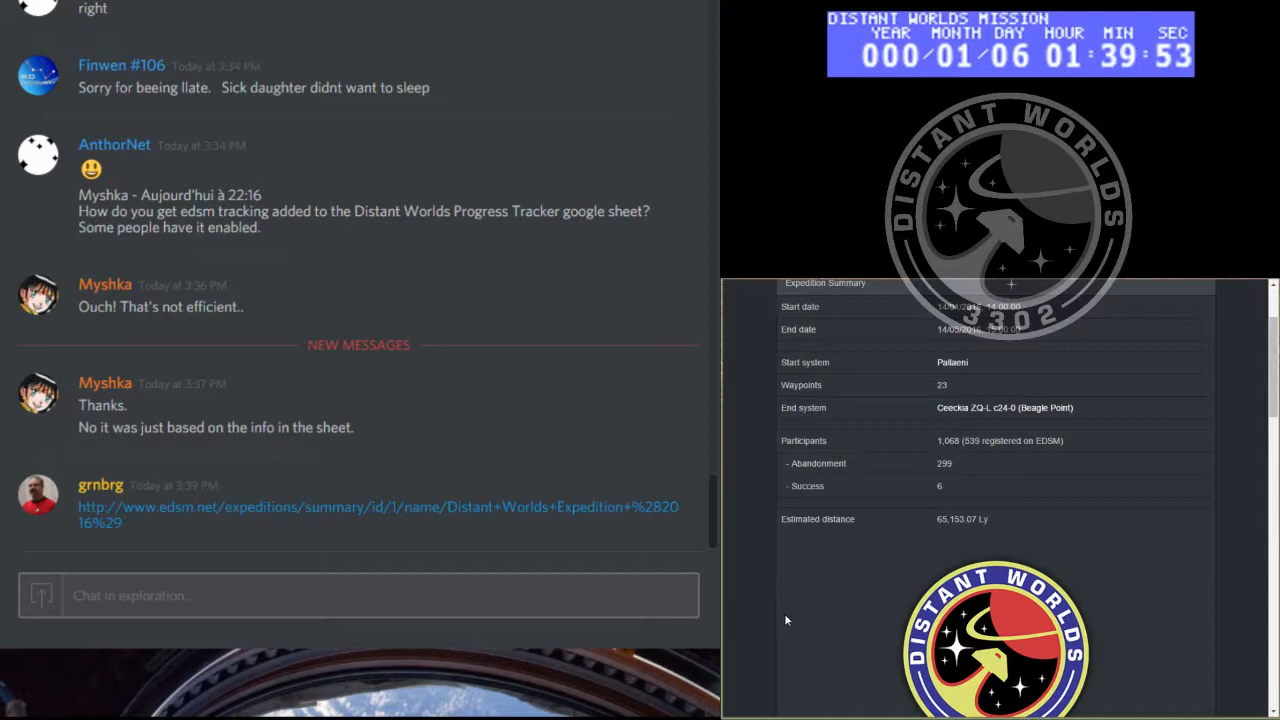 right
Finwen #106 Today at 3:34 PM
Sorry for beeing llate. Sick daughter didnt want to sleep
AnthorNet Today at 3:34 PM
Myshka - Aujourd'hui à 22:16
How do you get edsm tracking added to the Distant Worlds Progress Tracker google sheet?
Some people have it enabled.
Myshka Today at 3:36 PM
Ouch! That's not efficient..
NEW MESSAGES
Myshka Today at 3:37 PM
Thanks.
No it was just based on the info in the sheet.
grnbrg Today at 3:39 PM
http://www.edsm.net/expeditions/summary/id/1/name/Distant+Worlds+Expedition+%2820
16%29
Chat in exploration...
DISTANT WORLDS MISSION
YEAR MONTH DAY HOUR MIN SEC
000/01/06 01:39:53
DISTANT WORLDS
3302
Expedition Summary
Start date
End date
Start system Pallaeni
Waypoints 23
End system Ceeckia ZQ-L c24-0 (Beagle Point)
Participants 1,068 (539 registered on EDSM)
- Abandonment 299
- Success 6
Estimated distance 65,153.07 Ly
DISTANT WORLDS